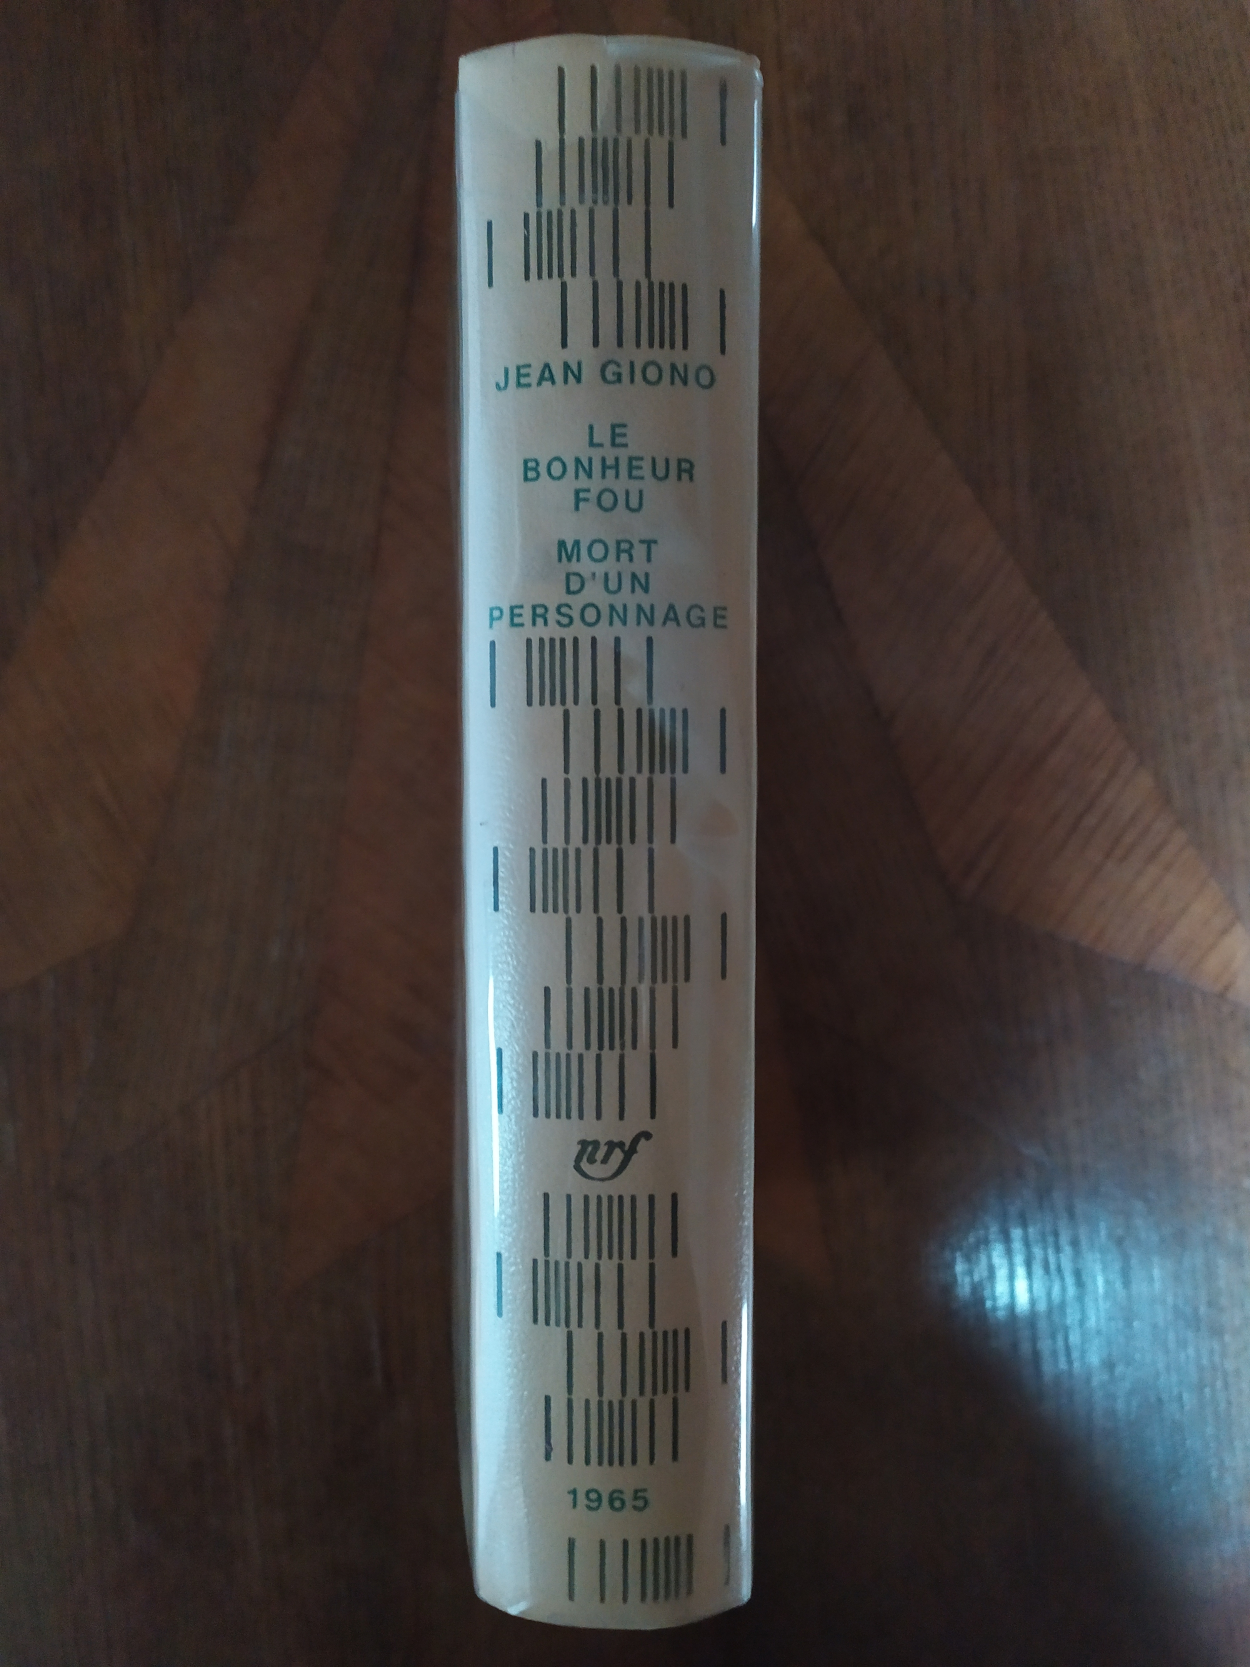 JEAN GIONO
LE
BONHEUR
FOU
MORT
D'UN
PERSONNAGE
nrf
1965